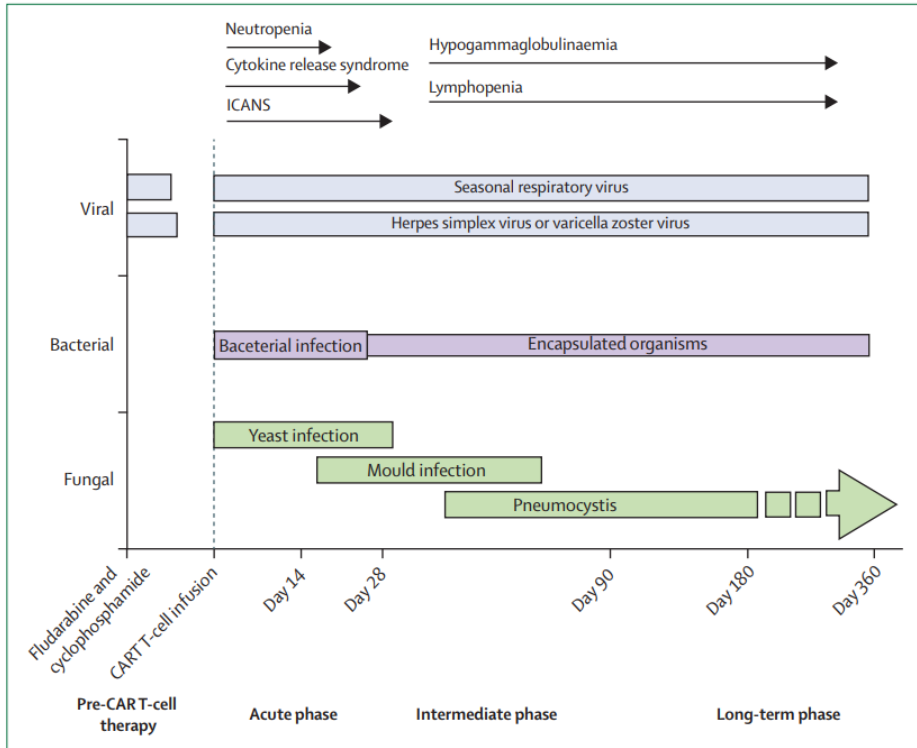 Neutropenia
Cytokine release syndrome
ICANS
Hypogammaglobulinaemia
Lymphopenia
Viral
Seasonal respiratory virus
Herpes simplex virus or varicella zoster virus
Bacterial
Baceterial infection
Encapsulated organisms
Fungal
Yeast infection
Mould infection
Pneumocystis
Fludarabine and
cyclophosphamide
CART T-cell infusion
Day 14
Day 28
Day 90
Day 180
Day 360
Pre-CAR T-cell
therapy
Acute phase
Intermediate phase
Long-term phase